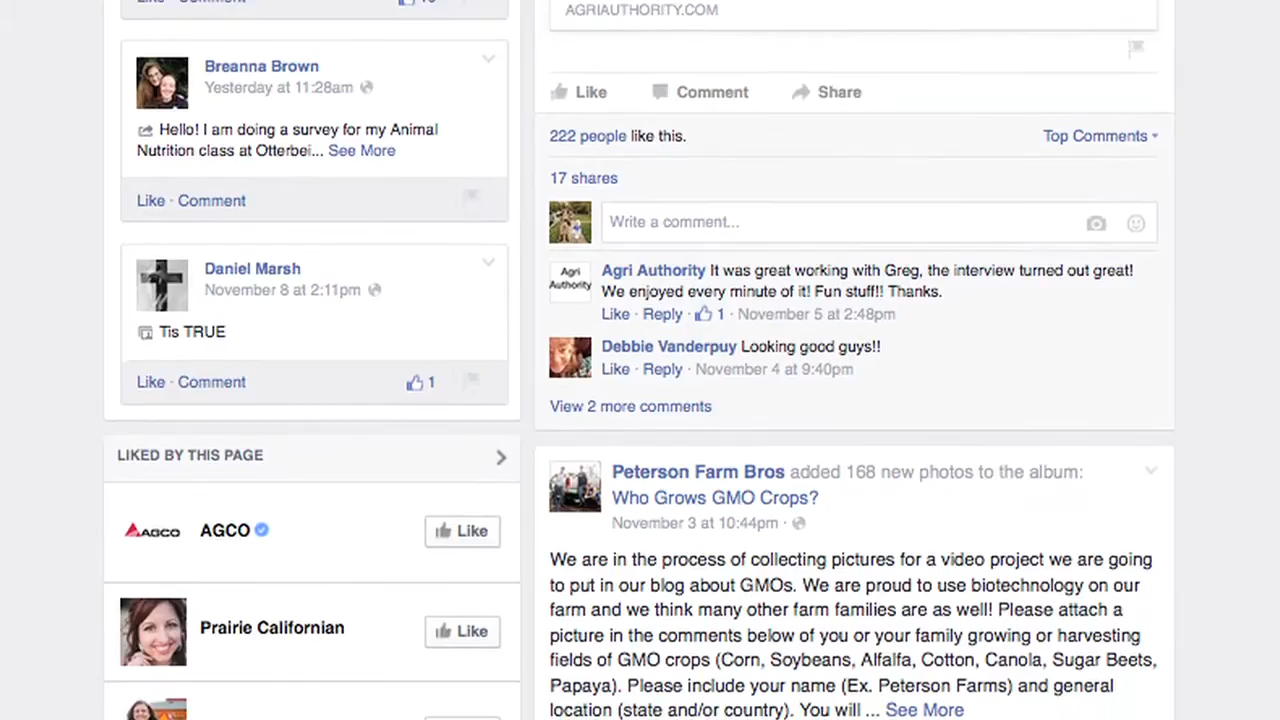 Breanna Brown
Yesterday at 11:28am
Hello! I am doing a survey for my Animal
Nutrition class at Otterbei... See More
Like · Comment
Daniel Marsh
November 8 at 2:11pm
Tis TRUE
Like · Comment 1
LIKED BY THIS PAGE
AGCO AGCO Like
Prairie Californian Like
AGRIAUTHORITY.COM
Like Comment Share
222 people like this. Top Comments
17 shares
Write a comment...
Agri
Authority
Agri Authority It was great working with Greg, the interview turned out great!
We enjoyed every minute of it! Fun stuff!! Thanks.
Like · Reply · 1 · November 5 at 2:48pm
Debbie Vanderpuy Looking good guys!!
Like · Reply · November 4 at 9:40pm
View 2 more comments
Peterson Farm Bros added 168 new photos to the album:
Who Grows GMO Crops?
November 3 at 10:44pm ·
We are in the process of collecting pictures for a video project we are going
to put in our blog about GMOs. We are proud to use biotechnology on our
farm and we think many other farm families are as well! Please attach a
picture in the comments below of you or your family growing or harvesting
fields of GMO crops (Corn, Soybeans, Alfalfa, Cotton, Canola, Sugar Beets,
Papaya). Please include your name (Ex. Peterson Farms) and general
location (state and/or country). You will ... See More